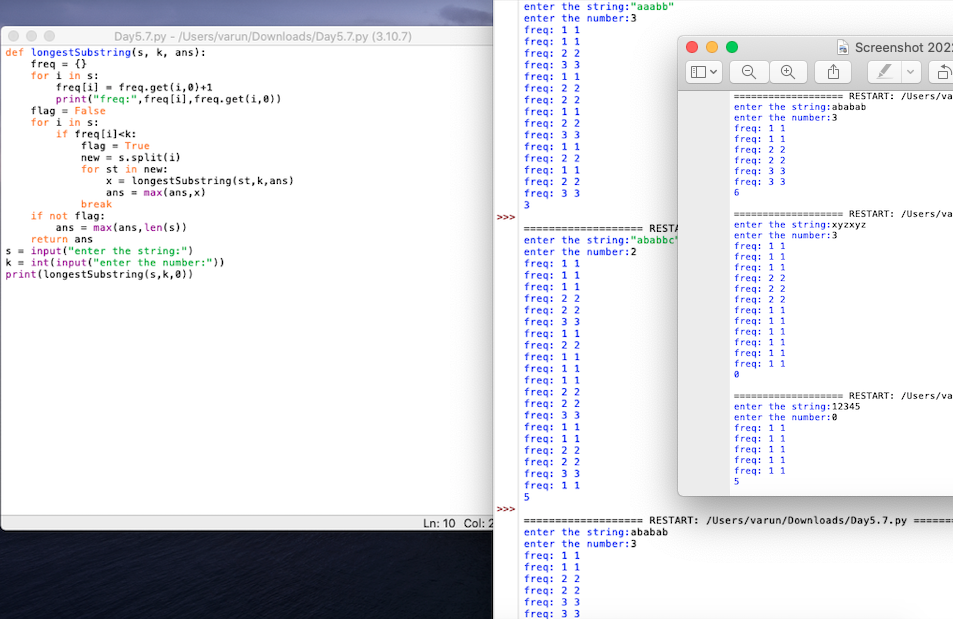 Day5.7.py - /Users/varun/Downloads/Day5.7.py (3.10.7)
def longestSubstring(s, k, ans):
    freq = {}
    for i in s:
        freq[i] = freq.get(i,0)+1
        print("freq:",freq[i],freq.get(i,0))
    flag = False
    for i in s:
        if freq[i]<k:
            flag = True
            new = s.split(i)
            for st in new:
                x = longestSubstring(st,k,ans)
                ans = max(ans,x)
            break
    if not flag:
        ans = max(ans,len(s))
    return ans
s = input("enter the string:")
k = int(input("enter the number:"))
print(longestSubstring(s,k,0))
Ln: 10 Col: 2
enter the string:"aaabb"
enter the number:3
freq: 1 1
freq: 1 1
freq: 2 2
freq: 3 3
freq: 1 1
freq: 2 2
freq: 2 2
freq: 1 1
freq: 2 2
freq: 3 3
freq: 1 1
freq: 2 2
freq: 1 1
freq: 2 2
freq: 3 3
3
>>>
=================== RESTA
enter the string:"ababbc"
enter the number:2
freq: 1 1
freq: 1 1
freq: 1 1
freq: 2 2
freq: 2 2
freq: 3 3
freq: 1 1
freq: 2 2
freq: 1 1
freq: 1 1
freq: 1 1
freq: 2 2
freq: 2 2
freq: 3 3
freq: 1 1
freq: 1 1
freq: 2 2
freq: 2 2
freq: 3 3
freq: 1 1
5
>>>
=================== RESTART: /Users/varun/Downloads/Day5.7.py ======
enter the string:ababab
enter the number:3
freq: 1 1
freq: 1 1
freq: 2 2
freq: 2 2
freq: 3 3
freq: 3 3
Screenshot 202
=================== RESTART: /Users/va
enter the string:ababab
enter the number:3
freq: 1 1
freq: 1 1
freq: 2 2
freq: 2 2
freq: 3 3
freq: 3 3
6
=================== RESTART: /Users/va
enter the string:xyzxyz
enter the number:3
freq: 1 1
freq: 1 1
freq: 1 1
freq: 2 2
freq: 2 2
freq: 2 2
freq: 1 1
freq: 1 1
freq: 1 1
freq: 1 1
freq: 1 1
freq: 1 1
0
=================== RESTART: /Users/va
enter the string:12345
enter the number:0
freq: 1 1
freq: 1 1
freq: 1 1
freq: 1 1
freq: 1 1
5